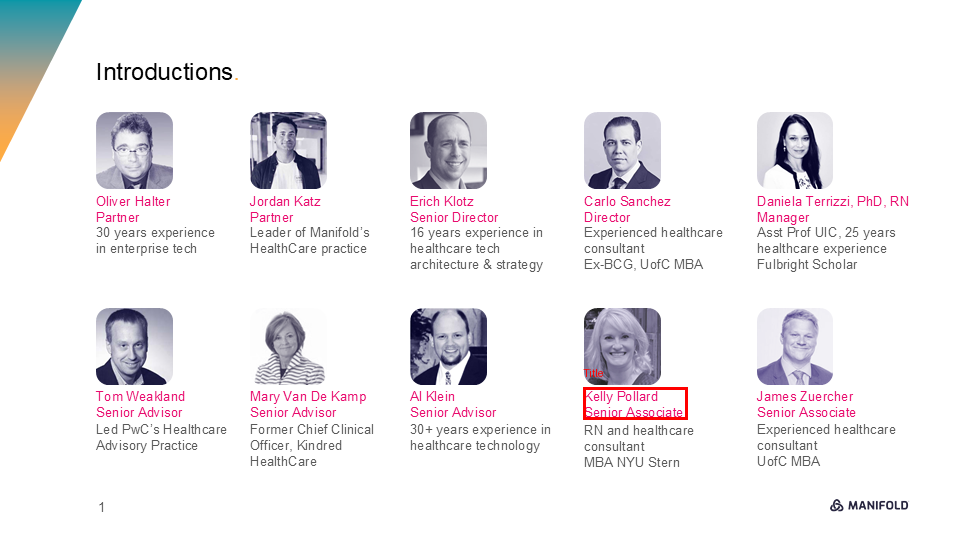 Introductions.
Oliver Halter
Partner
30 years experience
in enterprise tech
Jordan Katz
Partner
Leader of Manifold's
HealthCare practice
Erich Klotz
Senior Director
16 years experience in
healthcare tech
architecture & strategy
Carlo Sanchez
Director
Experienced healthcare
consultant
Ex-BCG, UofC MBA
Daniela Terrizzi, PhD, RN
Manager
Asst Prof UIC, 25 years
healthcare experience
Fulbright Scholar
Tom Weakland
Senior Advisor
Led PwC's Healthcare
Advisory Practice
Mary Van De Kamp
Senior Advisor
Former Chief Clinical
Officer, Kindred
HealthCare
Al Klein
Senior Advisor
30+ years experience in
healthcare technology
Title
Kelly Pollard
Senior Associate
RN and healthcare
consultant
MBA NYU Stern
James Zuercher
Senior Associate
Experienced healthcare
consultant
UofC MBA
1
MANIFOLD